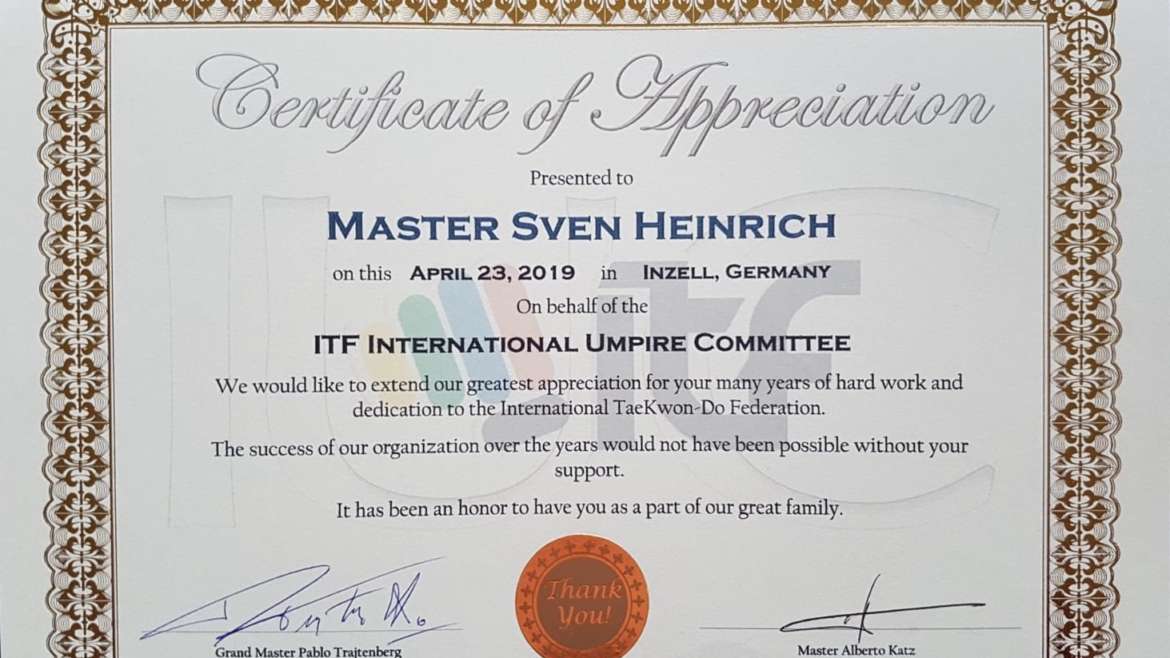 Certificate of Appreciation
Presented to
MASTER SVEN HEINRICH
on this APRIL 23, 2019 in INZELL, GERMANY
On behalf of the
ITF INTERNATIONAL UMPIRE COMMITTEE
We would like to extend our greatest appreciation for your many years of hard work and
dedication to the International TaeKwon-Do Federation.
The success of our organization over the years would not have been possible without your
support.
It has been an honor to have you as a part of our great family.
Thank
You!
Grand Master Pablo Trajtenberg
Master Alberto Katz
IUC
itf